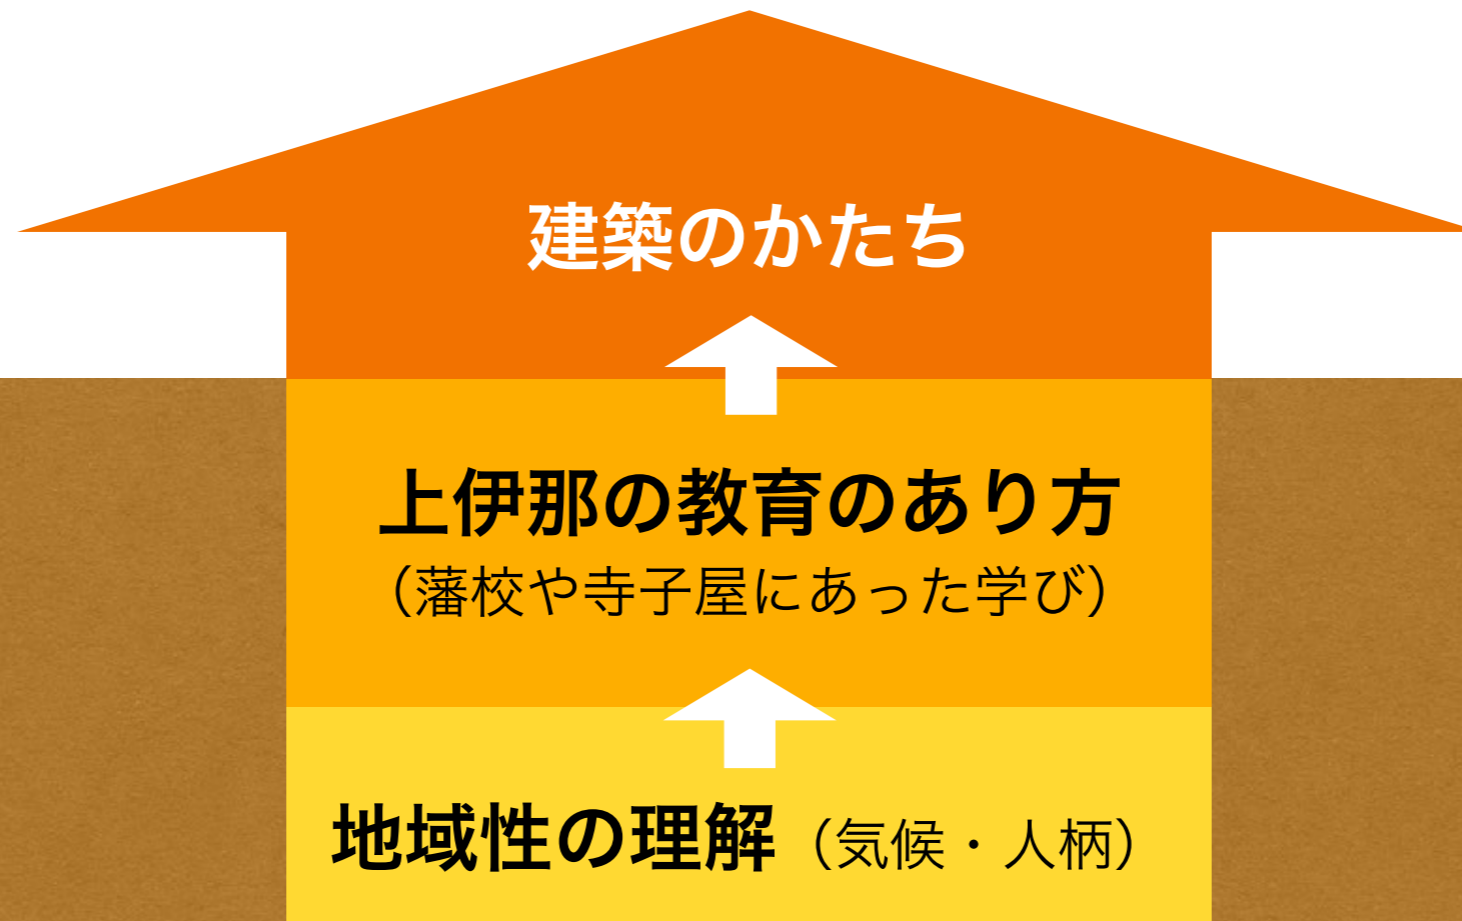 建築のかたち
上伊那の教育のあり方
（藩校や寺子屋にあった学び）
地域性の理解（気候・人柄）